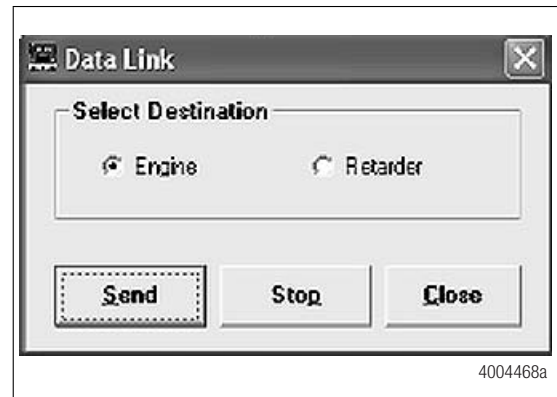 Data Link
Select Destination
Engine Retarder
Send Stop Close
4004468a